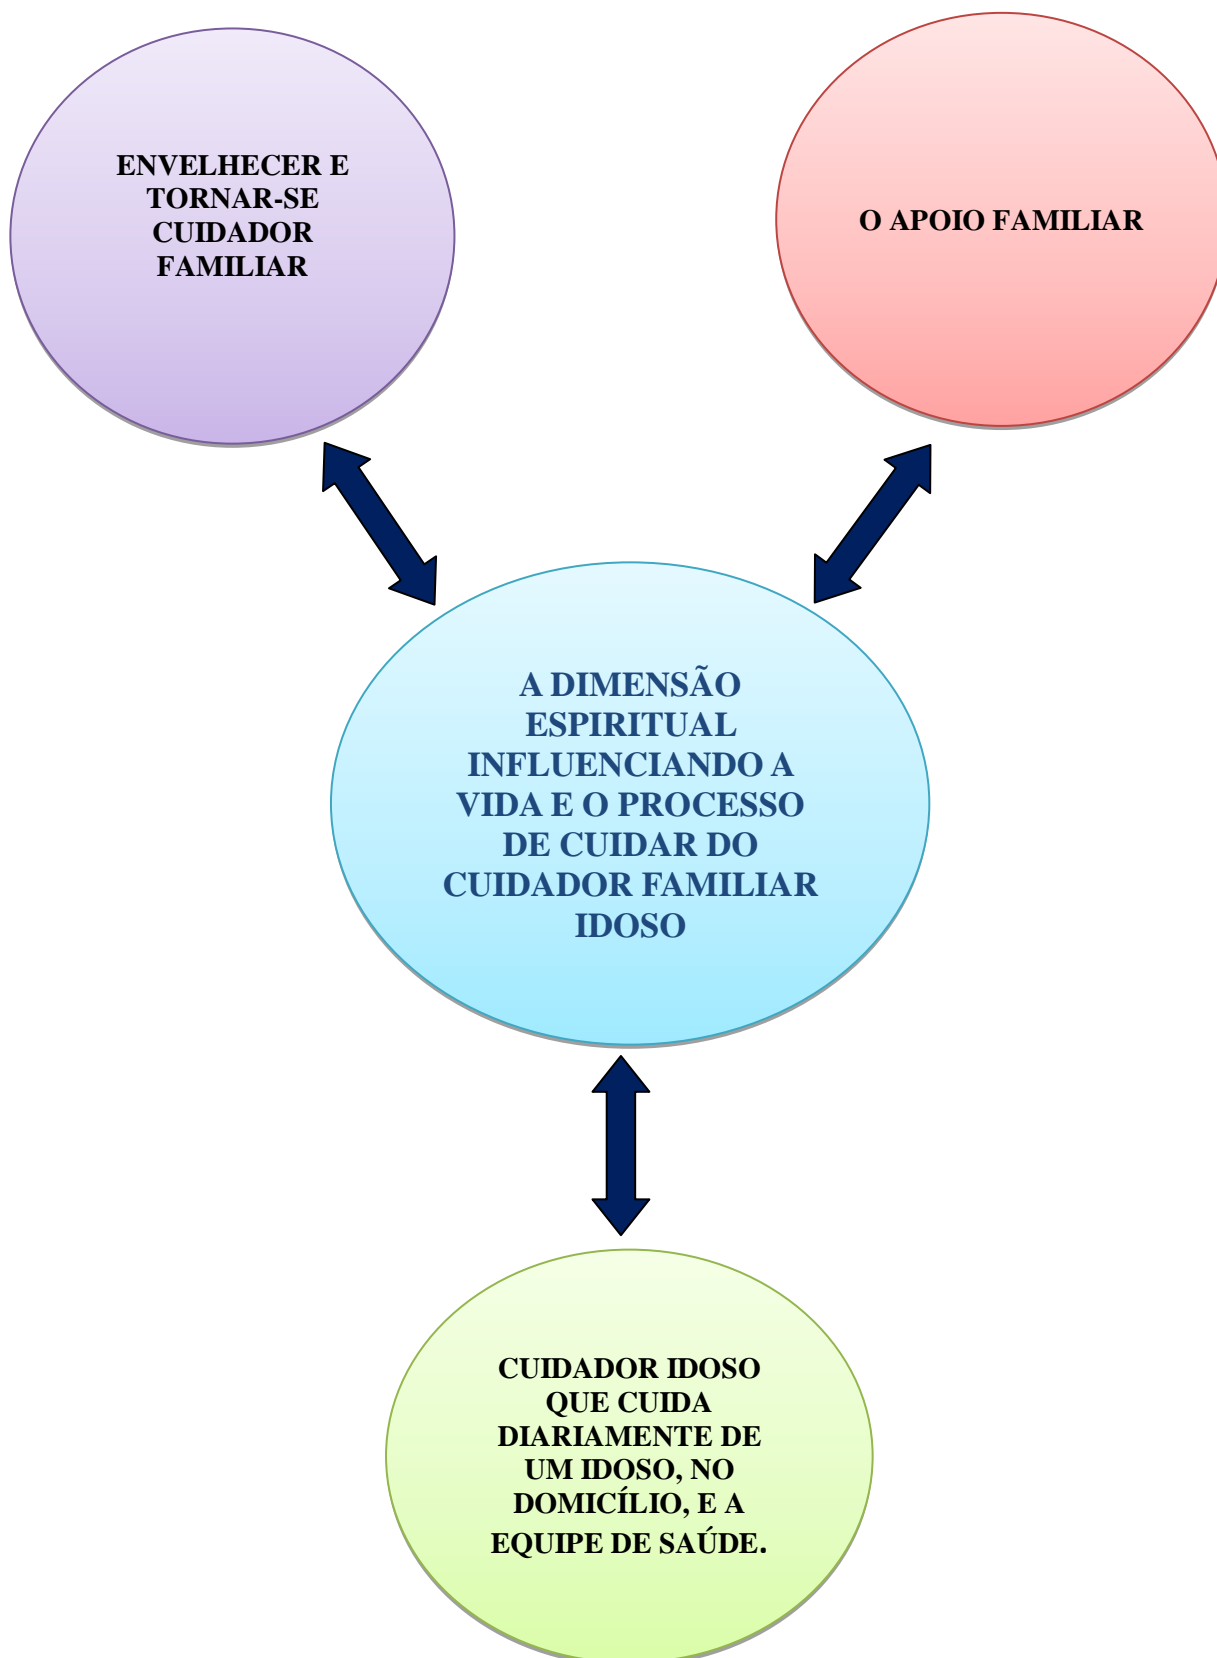 ENVELHECER E
TORNAR-SE
CUIDADOR
FAMILIAR
O APOIO FAMILIAR
A DIMENSÃO
ESPIRITUAL
INFLUENCIANDO A
VIDA E O PROCESSO
DE CUIDAR DO
CUIDADOR FAMILIAR
IDOSO
CUIDADOR IDOSO
QUE CUIDA
DIARIAMENTE DE
UM IDOSO, NO
DOMICÍLIO, E A
EQUIPE DE SAÚDE.